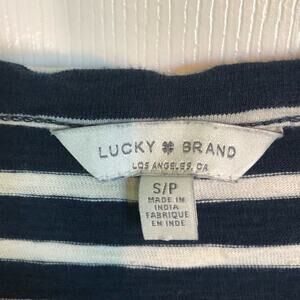 LUCKY BRAND
LOS ANGELES, CA
S/P
MADE IN
INDIA
FABRIQUE
EN INDE